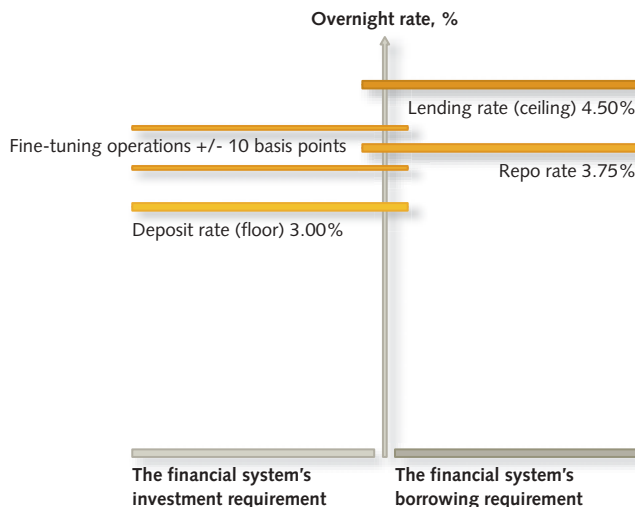 Overnight rate, %
Lending rate (ceiling) 4.50%
Fine-tuning operations +/- 10 basis points
Repo rate 3.75%
Deposit rate (floor) 3.00%
The financial system’s
investment requirement
The financial system’s
borrowing requirement